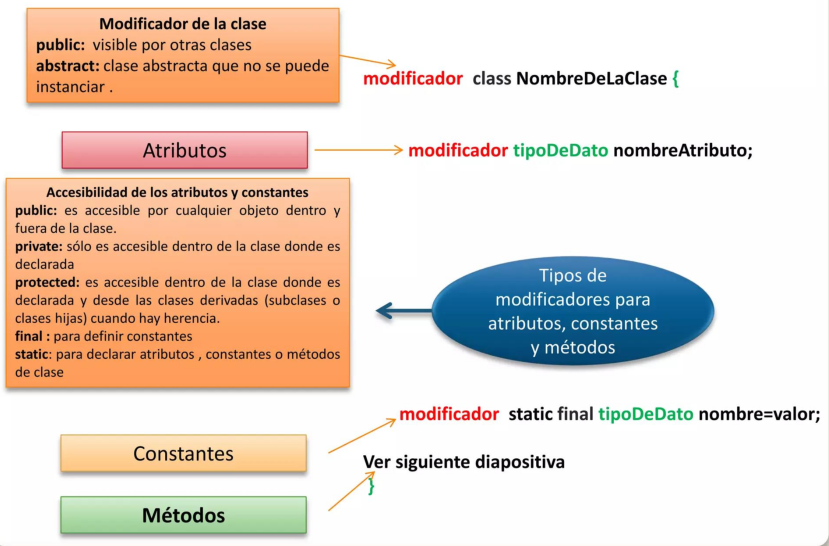 Modificador de la clase
public: visible por otras clases
abstract: clase abstracta que no se puede
instanciar .
modificador class NombreDeLaClase {
Atributos
modificador tipoDeDato nombreAtributo;
Accesibilidad de los atributos y constantes
public: es accesible por cualquier objeto dentro y
fuera de la clase.
private: sólo es accesible dentro de la clase donde es
declarada
protected: es accesible dentro de la clase donde es
declarada y desde las clases derivadas (subclases o
clases hijas) cuando hay herencia.
final : para definir constantes
static: para declarar atributos , constantes o métodos
de clase
Tipos de
modificadores para
atributos, constantes
y métodos
modificador static final tipoDeDato nombre=valor;
Constantes
Ver siguiente diapositiva
}
Métodos